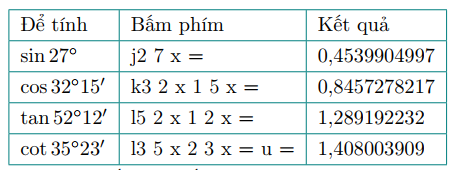 Để tính Bấm phím Kết quả
sin 27° j2 7 x = 0,4539904997
cos 32°15′ k3 2 x 1 5 x = 0,8457278217
tan 52°12′ l5 2 x 1 2 x = 1,289192232
cot 35°23′ l3 5 x 2 3 x = u = 1,408003909